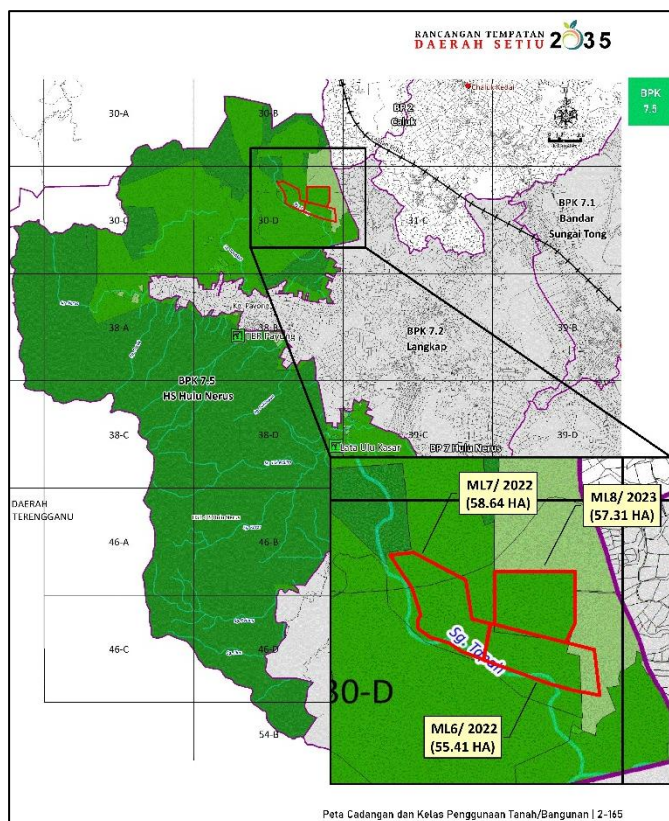 RANCANGAN TEMPATAN
DAERAH SETIU 2035
BPK
7.5
30-A
30-B
BP 2
Caluk
Chaluk Kedai
30-C
30-D
31-C
BPK 7.1
Bandar
Sungai Tong
Kg. Payong
38-A
38-B
BPK 7.2
Langkap
39-B
BPK 7.5
HS Hulu Nerus
38-C
38-D
Lata Ulu Kasar
39-C
BP 7 Hulu Nerus
39-D
DAERAH
TERENGGANU
46-A
46-B
46-C
46-D
54-B
ML7/ 2022
(58.64 HA)
ML8/ 2023
(57.31 HA)
30-D
ML6/ 2022
(55.41 HA)
Peta Cadangan dan Kelas Penggunaan Tanah/Bangunan | 2-165